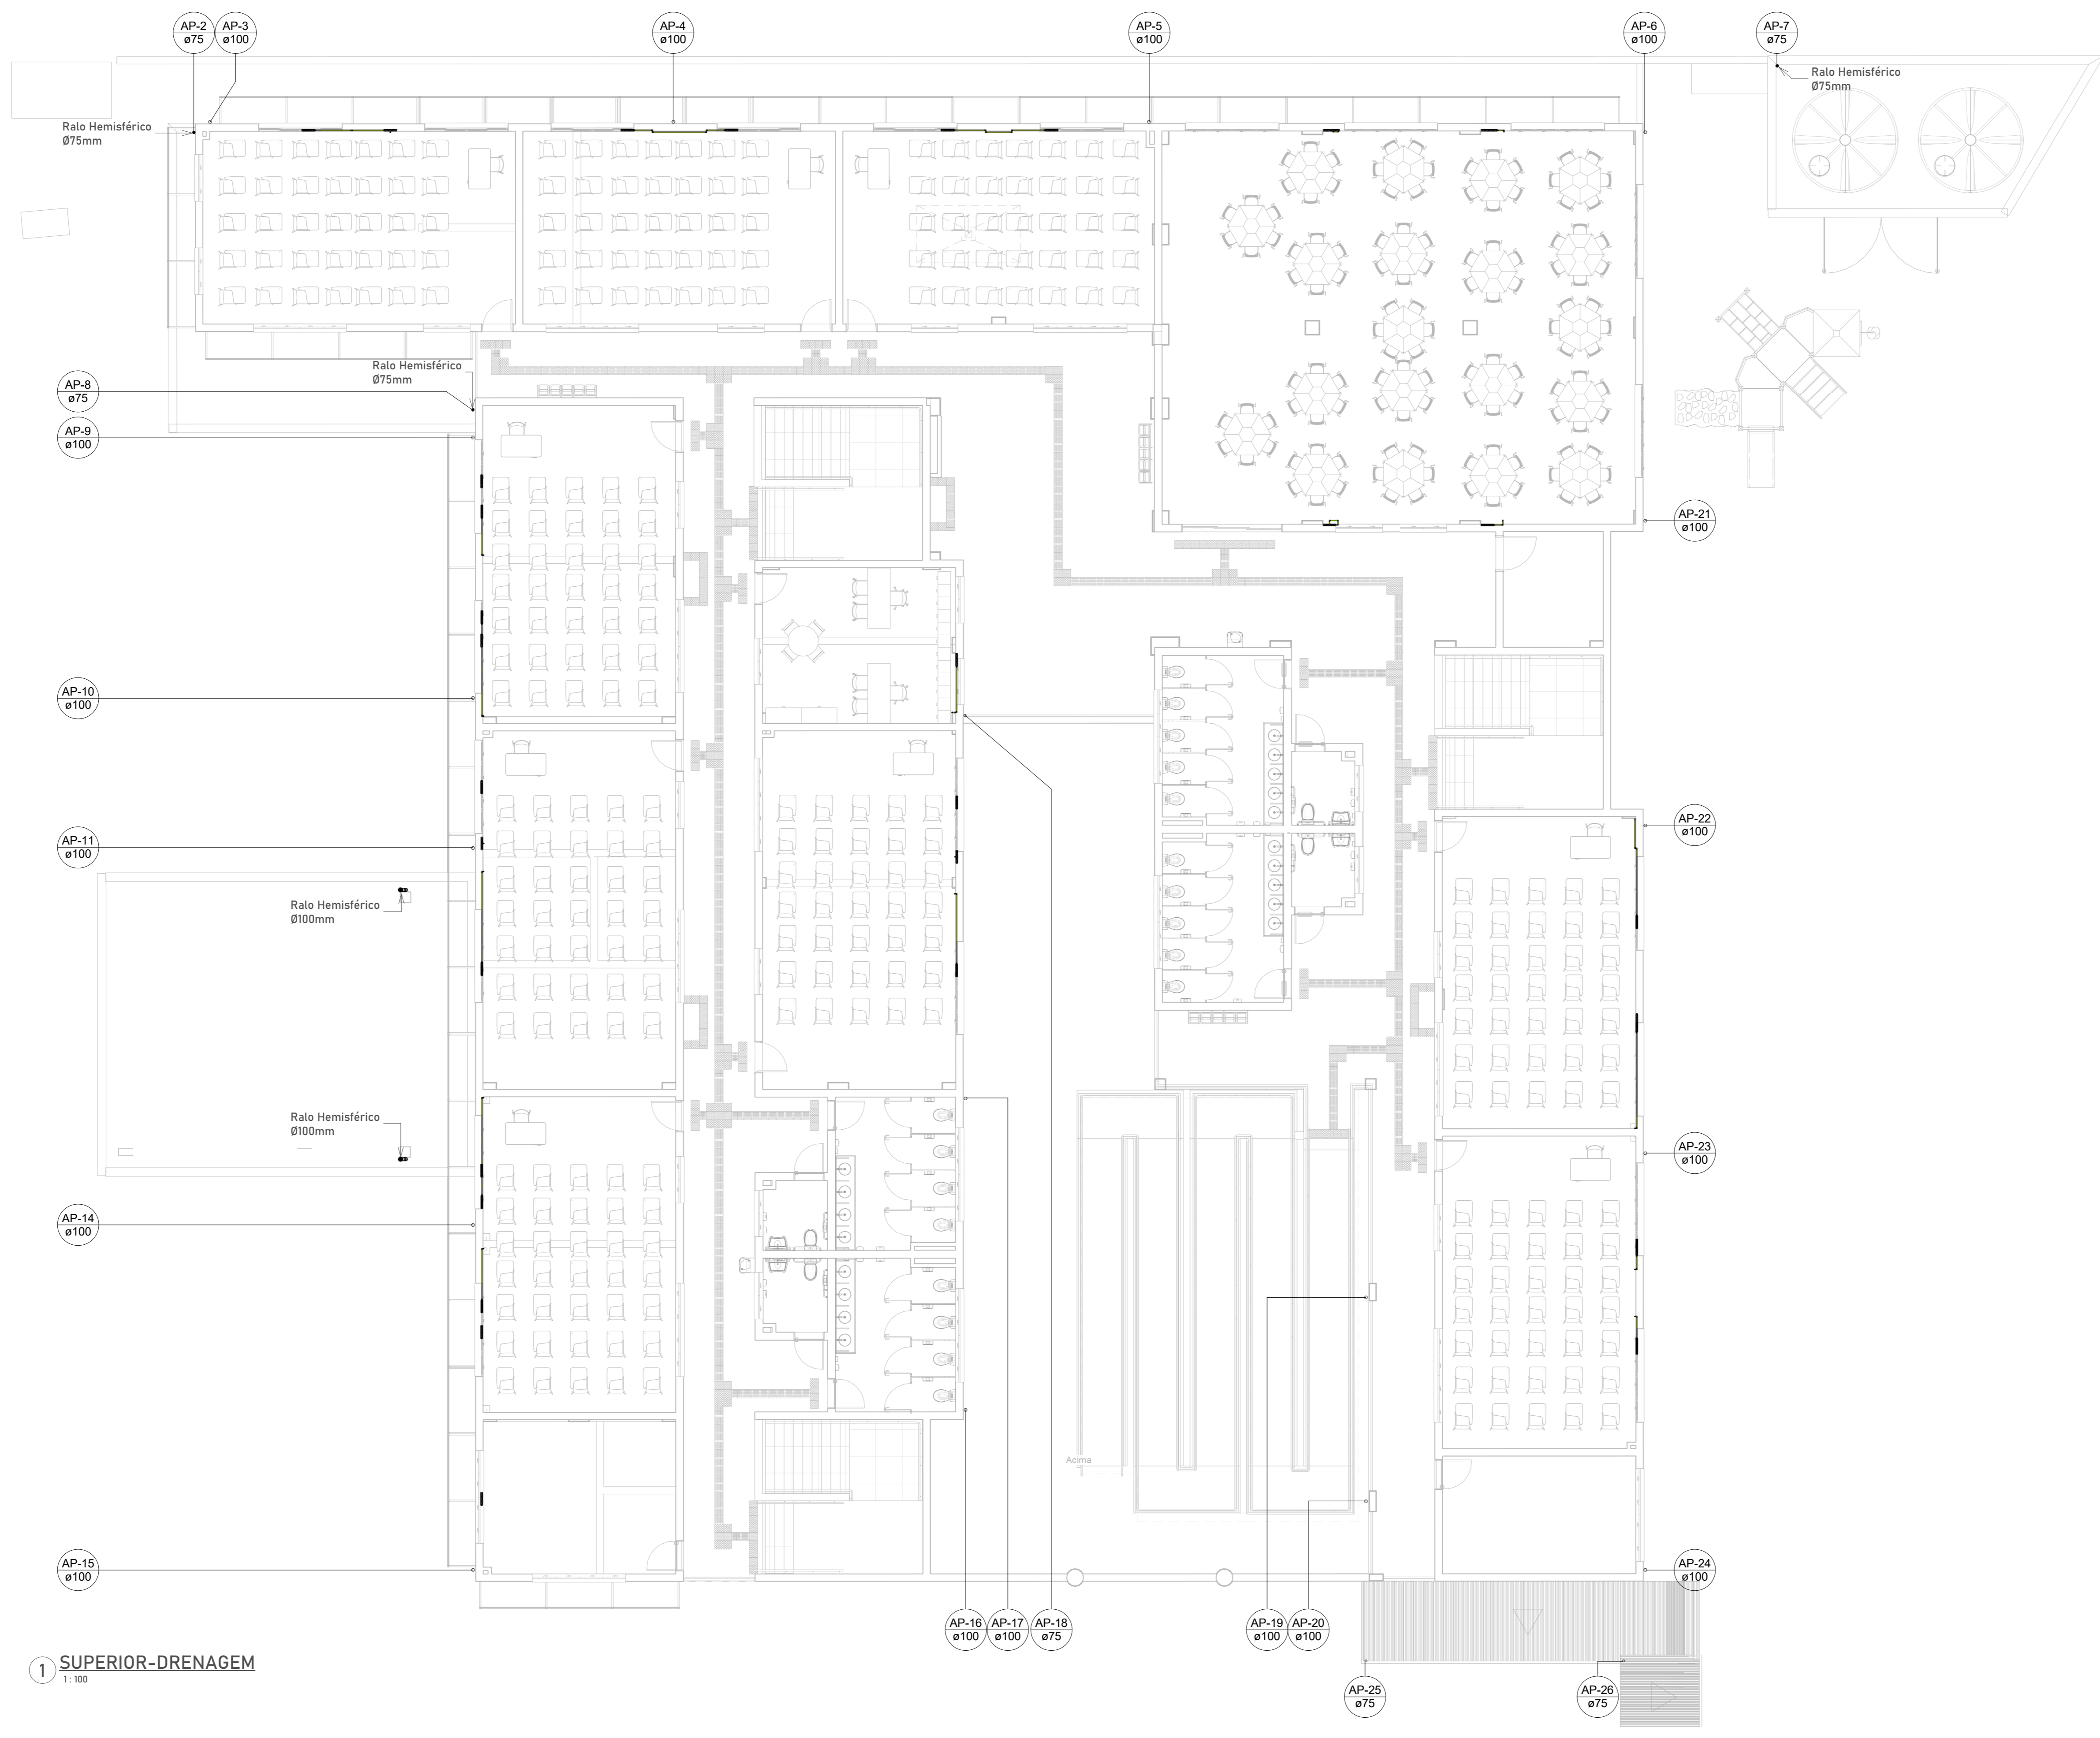 AP-2
ø75
AP-3
ø100
AP-4
ø100
AP-5
ø100
AP-6
ø100
AP-7
ø75
Ralo Hemisférico
Ø75mm
Ralo Hemisférico
Ø75mm
Ralo Hemisférico
Ø75mm
AP-8
ø75
AP-9
ø100
AP-21
ø100
AP-10
ø100
AP-11
ø100
AP-22
ø100
Ralo Hemisférico
Ø100mm
Ralo Hemisférico
Ø100mm
AP-23
ø100
AP-14
ø100
Acima
AP-15
ø100
AP-24
ø100
AP-16
ø100
AP-17
ø100
AP-18
ø75
AP-19
ø100
AP-20
ø100
1
SUPERIOR-DRENAGEM
1 : 100
AP-25
ø75
AP-26
ø75